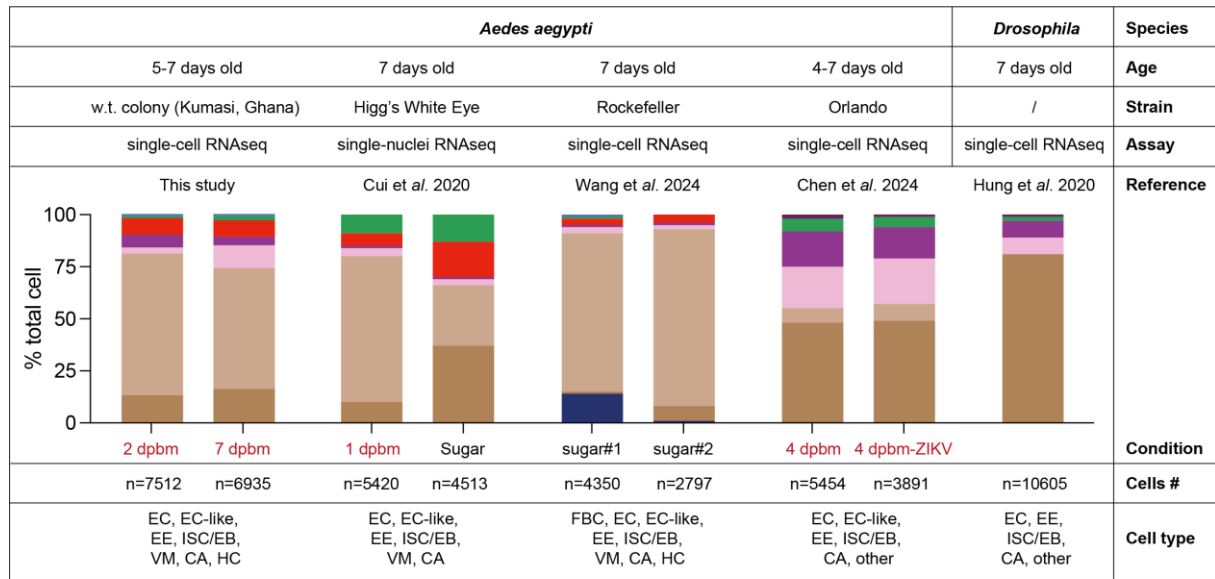 Aedes aegypti Drosophila Species
5-7 days old 7 days old 7 days old 4-7 days old 7 days old Age
w.t. colony (Kumasi, Ghana) Higg's White Eye Rockefeller Orlando / Strain
single-cell RNAseq single-nuclei RNAseq single-cell RNAseq single-cell RNAseq single-cell RNAseq Assay
This study Cui et al. 2020 Wang et al. 2024 Chen et al. 2024 Hung et al. 2020 Reference
% total cell
100
75
50
25
0
2 dpbm 7 dpbm 1 dpbm Sugar sugar#1 sugar#2 4 dpbm 4 dpbm-ZIKV Condition
n=7512 n=6935 n=5420 n=4513 n=4350 n=2797 n=5454 n=3891 n=10605 Cells #
EC, EC-like, EC, EC-like, FBC, EC, EC-like, EC, EC-like, EC, EE,
EE, ISC/EB, EE, ISC/EB, EE, ISC/EB, EE, ISC/EB, ISC/EB, Cell type
VM, CA, HC VM, CA VM, CA, HC CA, other CA, other